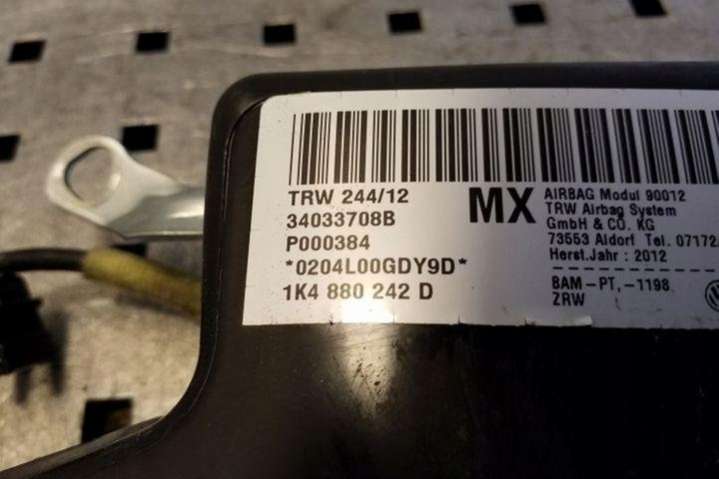 TRW 244/12
34033708B
P000384
*0204L00GDY9D*
1K4 880 242 D
MX
AIRBAG Modul 90012
TRW Airbag System
GmbH & CO. KG
73553 Aldorf Tel. 07172
Herst.Jahr : 2012
BAM-PT,-1198
ZRW